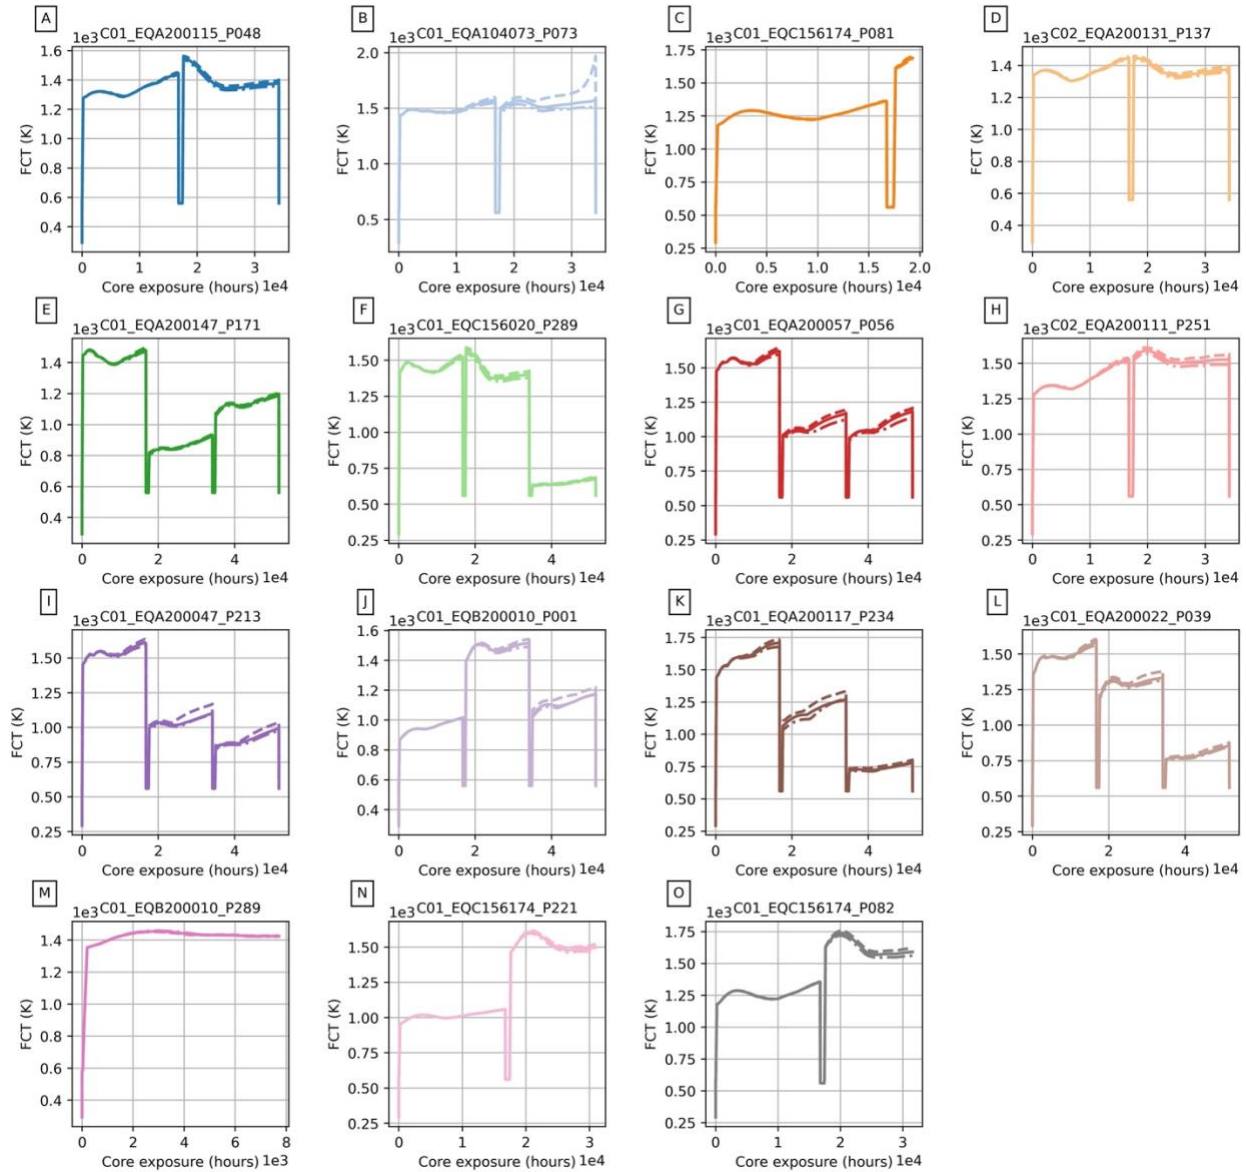 A
1e3 C01_EQA200115_P048
FCT (K)
1.6
1.4
1.2
1.0
0.8
0.6
0.4
0 1 2 3
Core exposure (hours) 1e4
B
1e3 C01_EQA104073_P073
FCT (K)
2.0
1.5
1.0
0.5
0 1 2 3
Core exposure (hours) 1e4
C
1e3 C01_EQC156174_P081
FCT (K)
1.75
1.50
1.25
1.00
0.75
0.50
0.25
0.0 0.5 1.0 1.5 2.0
Core exposure (hours) 1e4
D
1e3 C02_EQA200131_P137
FCT (K)
1.4
1.2
1.0
0.8
0.6
0.4
0 1 2 3
Core exposure (hours) 1e4
E
1e3 C01_EQA200147_P171
FCT (K)
1.4
1.2
1.0
0.8
0.6
0.4
0 2 4
Core exposure (hours) 1e4
F
1e3 C01_EQC156020_P289
FCT (K)
1.50
1.25
1.00
0.75
0.50
0.25
0 2 4
Core exposure (hours) 1e4
G
1e3 C01_EQA200057_P056
FCT (K)
1.50
1.25
1.00
0.75
0.50
0.25
0 2 4
Core exposure (hours) 1e4
H
1e3 C02_EQA200111_P251
FCT (K)
1.50
1.25
1.00
0.75
0.50
0.25
0 1 2 3
Core exposure (hours) 1e4
I
1e3 C01_EQA200047_P213
FCT (K)
1.50
1.25
1.00
0.75
0.50
0.25
0 2 4
Core exposure (hours) 1e4
J
1e3 C01_EQB200010_P001
FCT (K)
1.6
1.4
1.2
1.0
0.8
0.6
0.4
0 2 4
Core exposure (hours) 1e4
K
1e3 C01_EQA200117_P234
FCT (K)
1.75
1.50
1.25
1.00
0.75
0.50
0.25
0 2 4
Core exposure (hours) 1e4
L
1e3 C01_EQA200022_P039
FCT (K)
1.50
1.25
1.00
0.75
0.50
0.25
0 2 4
Core exposure (hours) 1e4
M
1e3 C01_EQB200010_P289
FCT (K)
1.4
1.2
1.0
0.8
0.6
0.4
0 2 4 6 8
Core exposure (hours) 1e3
N
1e3 C01_EQC156174_P221
FCT (K)
1.50
1.25
1.00
0.75
0.50
0.25
0 1 2 3
Core exposure (hours) 1e4
O
1e3 C01_EQC156174_P082
FCT (K)
1.75
1.50
1.25
1.00
0.75
0.50
0.25
0 1 2 3
Core exposure (hours) 1e4